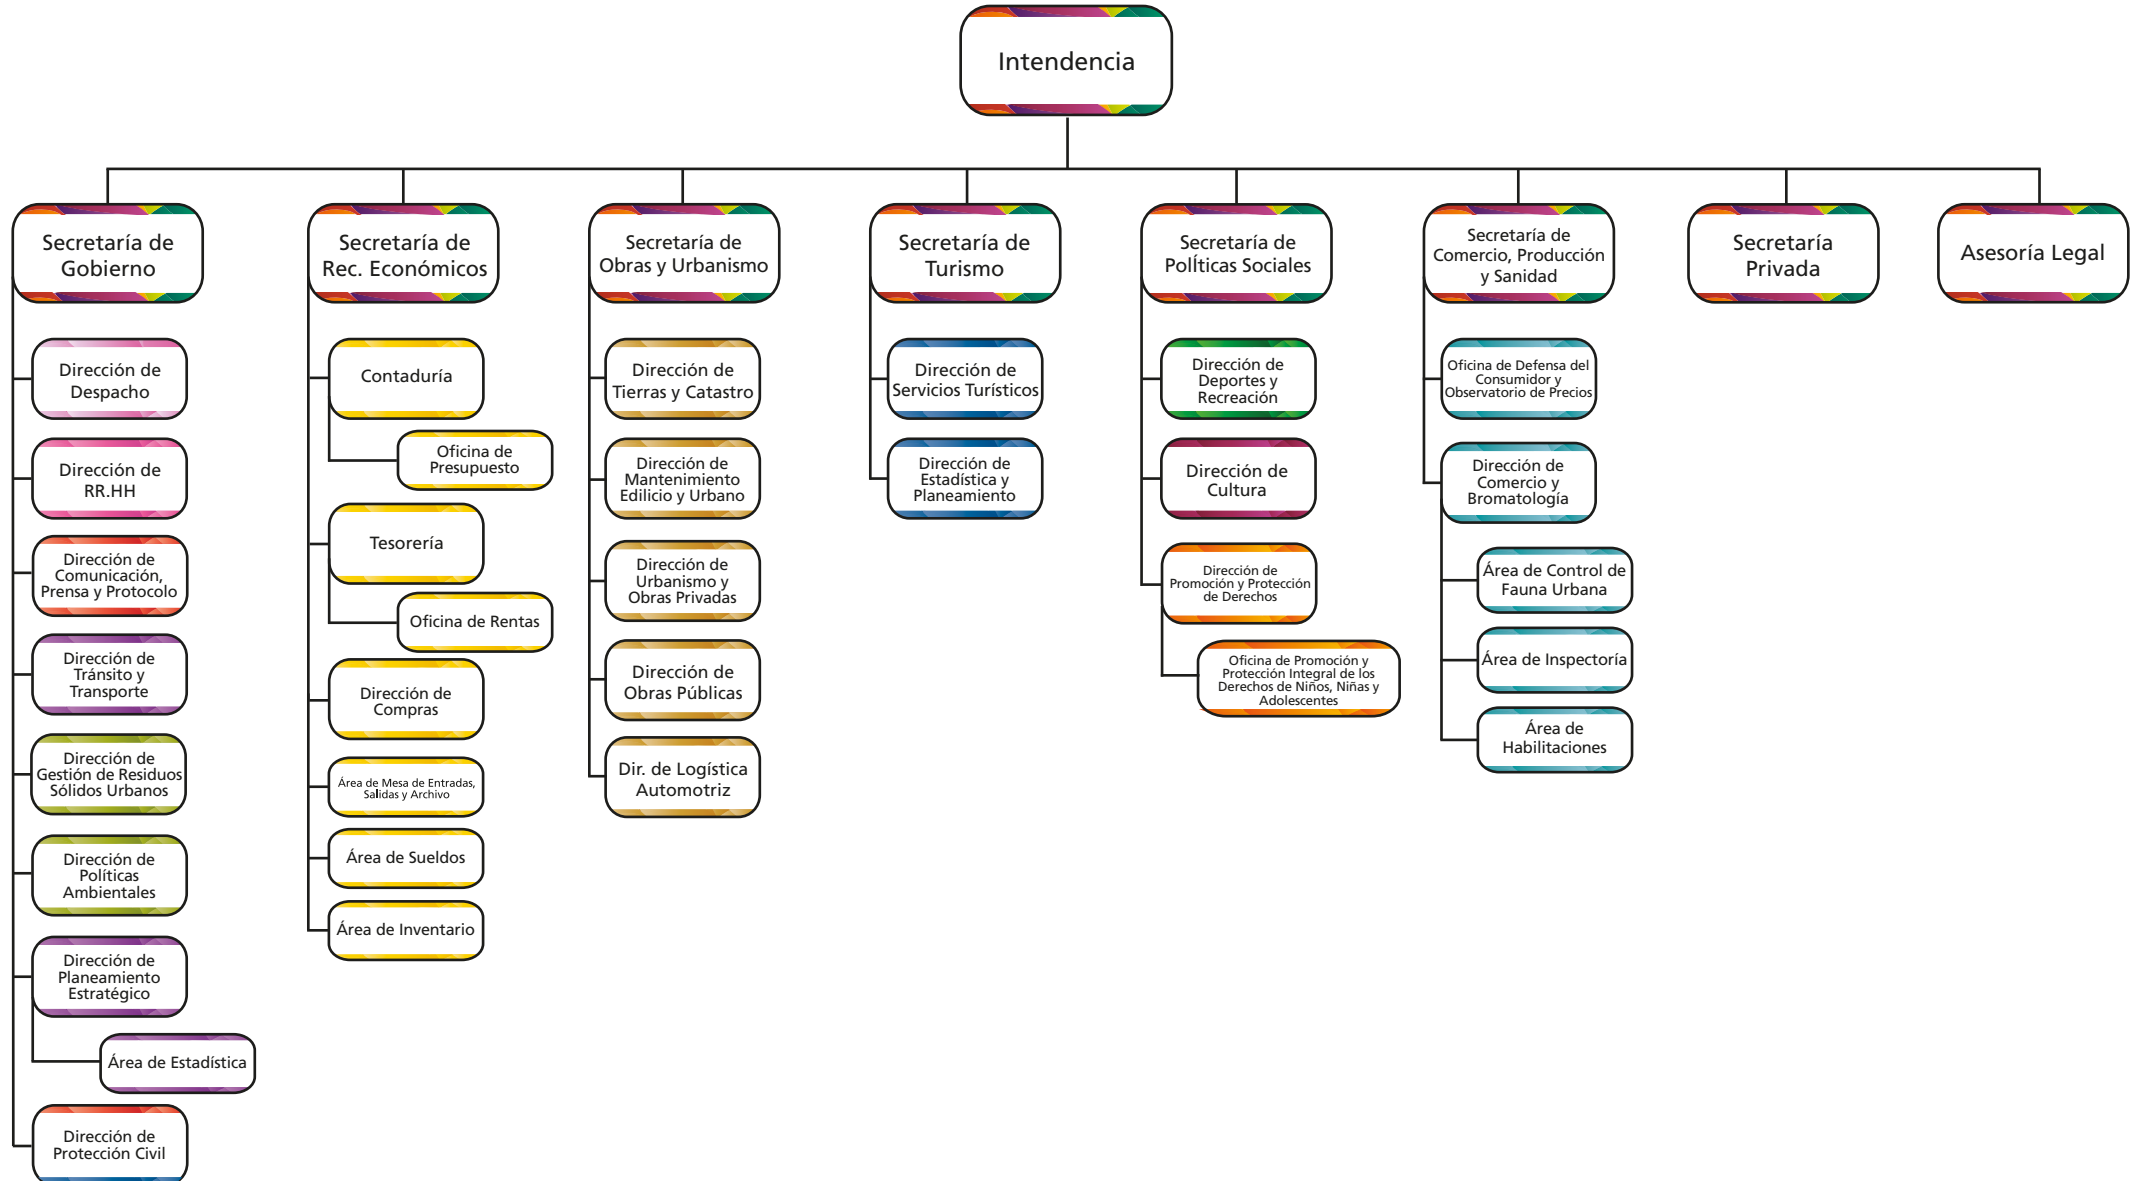 Intendencia
Secretaría de
Gobierno
Secretaría de
Rec. Económicos
Secretaría de
Obras y Urbanismo
Secretaría de
Turismo
Secretaría de
PolÍticas Sociales
Secretaría de
Comercio, Producción
y Sanidad
Secretaría
Privada
Asesoría Legal
Dirección de
Despacho
Dirección de
RR.HH
Dirección de
Comunicación,
Prensa y Protocolo
Dirección de
Tránsito y
Transporte
Dirección de
Gestión de Residuos
Sólidos Urbanos
Dirección de
Políticas
Ambientales
Dirección de
Planeamiento
Estratégico
Área de Estadística
Dirección de
Protección Civil
Contaduría
Oficina de
Presupuesto
Tesorería
Oficina de Rentas
Dirección de
Compras
Área de Mesa de Entradas,
Salidas y Archivo
Área de Sueldos
Área de Inventario
Dirección de
Tierras y Catastro
Dirección de
Mantenimiento
Edilicio y Urbano
Dirección de
Urbanismo y
Obras Privadas
Dirección de
Obras Públicas
Dir. de Logística
Automotriz
Dirección de
Servicios Turísticos
Dirección de
Estadística y
Planeamiento
Dirección de
Deportes y
Recreación
Dirección de
Cultura
Dirección de
Promoción y Protección
de Derechos
Oficina de Promoción y
Protección Integral de los
Derechos de Niños, Niñas y
Adolescentes
Oficina de Defensa del
Consumidor y
Observatorio de Precios
Dirección de
Comercio y
Bromatología
Área de Control de
Fauna Urbana
Área de Inspectoría
Área de
Habilitaciones